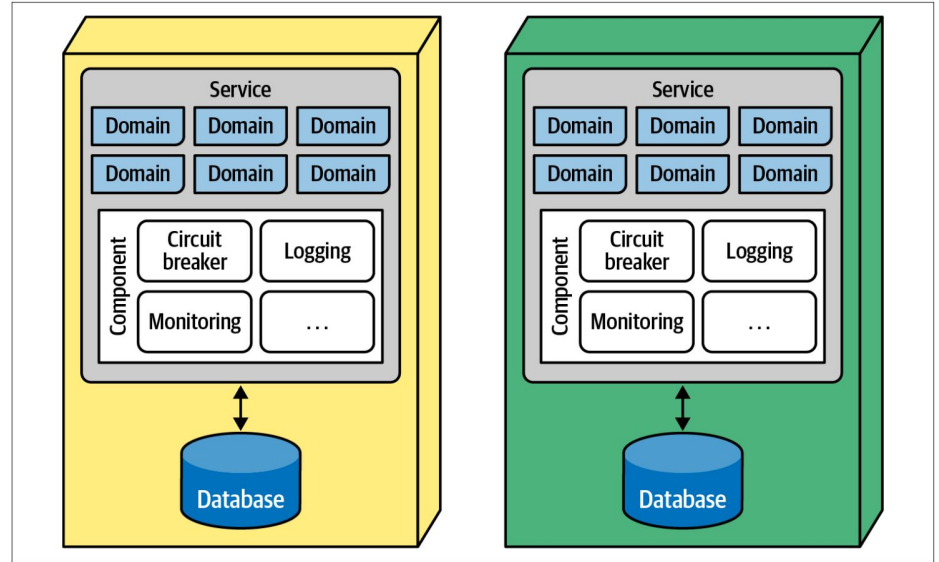 Service
Domain Domain Domain
Domain Domain Domain
Component
Circuit
breaker
Logging
Monitoring
...
Database
Service
Domain Domain Domain
Domain Domain Domain
Component
Circuit
breaker
Logging
Monitoring
...
Database